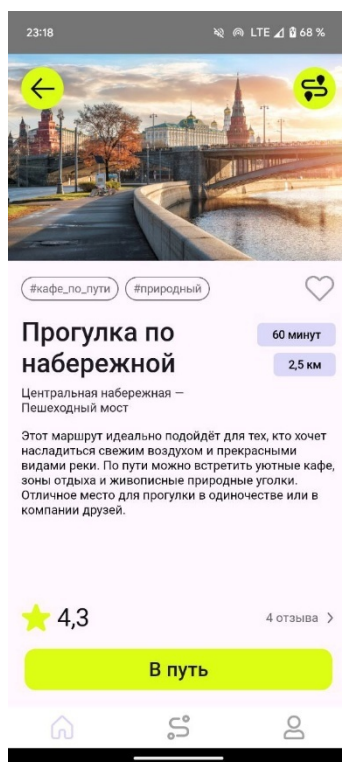 23:18
LTE 68 %
#кафе_по_пути #природный
Прогулка по
набережной
60 минут
2,5 км
Центральная набережная —
Пешеходный мост
Этот маршрут идеально подойдёт для тех, кто хочет
насладиться свежим воздухом и прекрасными
видами реки. По пути можно встретить уютные кафе,
зоны отдыха и живописные природные уголки.
Отличное место для прогулки в одиночестве или в
компании друзей.
4,3
4 отзыва
В путь